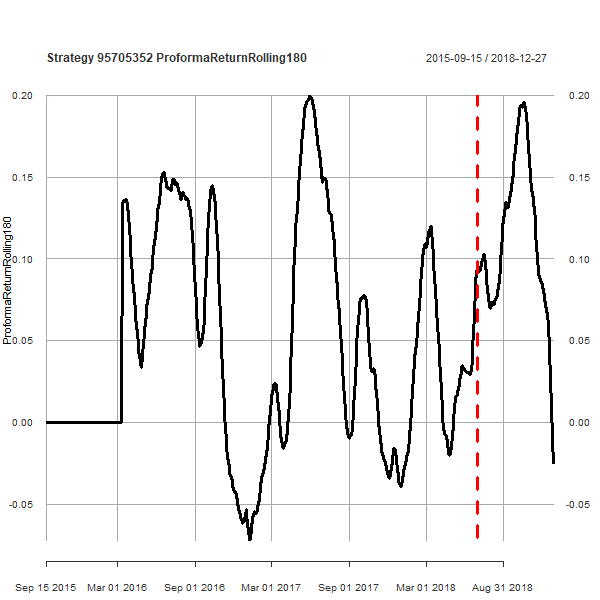 Strategy 95705352 ProformaReturnRolling180
2015-09-15 / 2018-12-27
0.20 0.20
0.15 0.15
0.10 0.10
0.05 0.05
0.00 0.00
-0.05 -0.05
ProformaReturnRolling180
Sep 15 2015 Mar 01 2016 Sep 01 2016 Mar 01 2017 Sep 01 2017 Mar 01 2018 Aug 31 2018